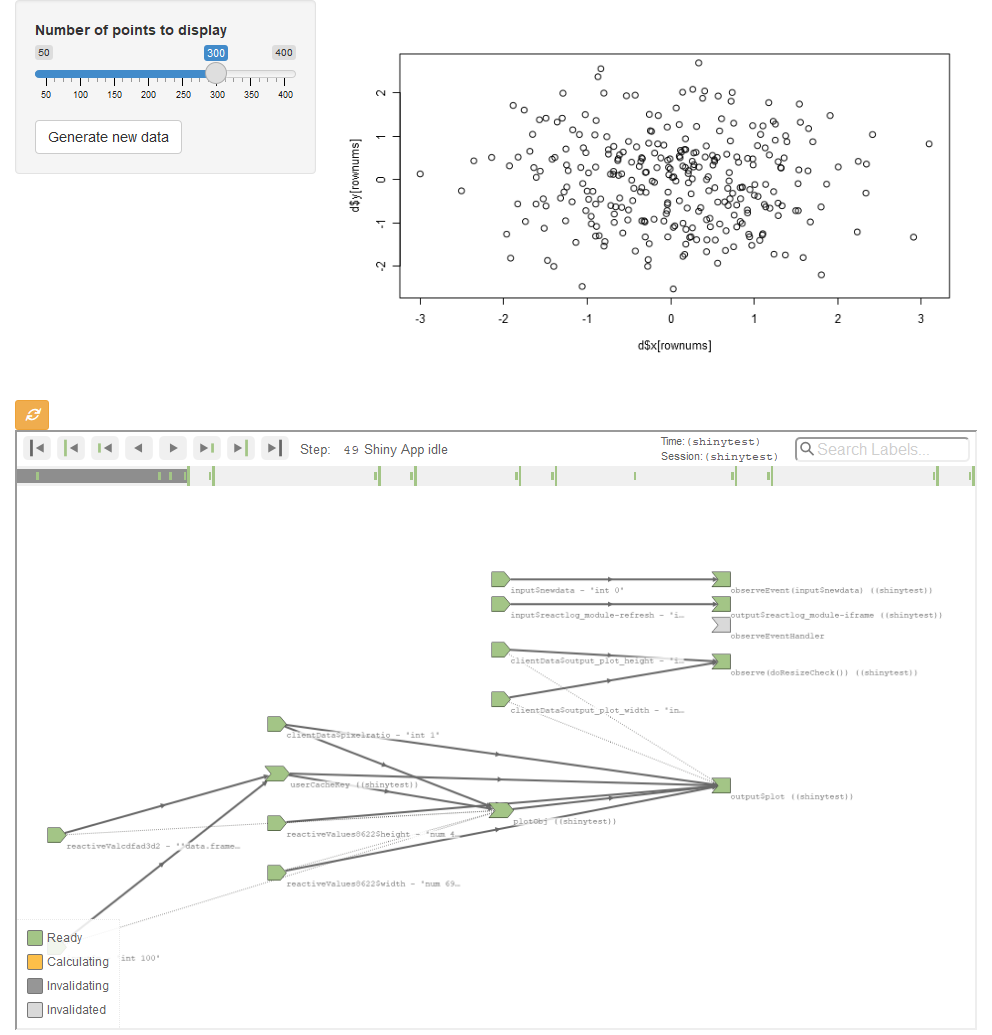 Number of points to display
50 300 400
50 100 150 200 250 300 350 400
Generate new data
d$y[rownums]
2
1
0
-1
-2
-3 -2 -1 0 1 2 3
d$x[rownums]
Step: 49 Shiny App idle
Time: (shinytest)
Session: (shinytest)
Search Labels...
input$newdata - 'int 0'
observeEvent(input$newdata) ((shinytest))
input$reactlog_module-refresh - 'i…
output$reactlog_module-iframe ((shinytest))
observeEventHandler
clientData$output_plot_height - 'i…
observe(doResizeCheck()) ((shinytest))
clientData$output_plot_width - 'in…
clientData$pixelratio - 'int 1'
userCacheKey ((shinytest))
output$plot ((shinytest))
plotObj ((shinytest))
reactiveValues8622$height - 'num 4…
reactiveValcdfad3d2 - ''data.frame…
reactiveValues8622$width - 'num 69…
Ready
int 100'
Calculating
Invalidating
Invalidated